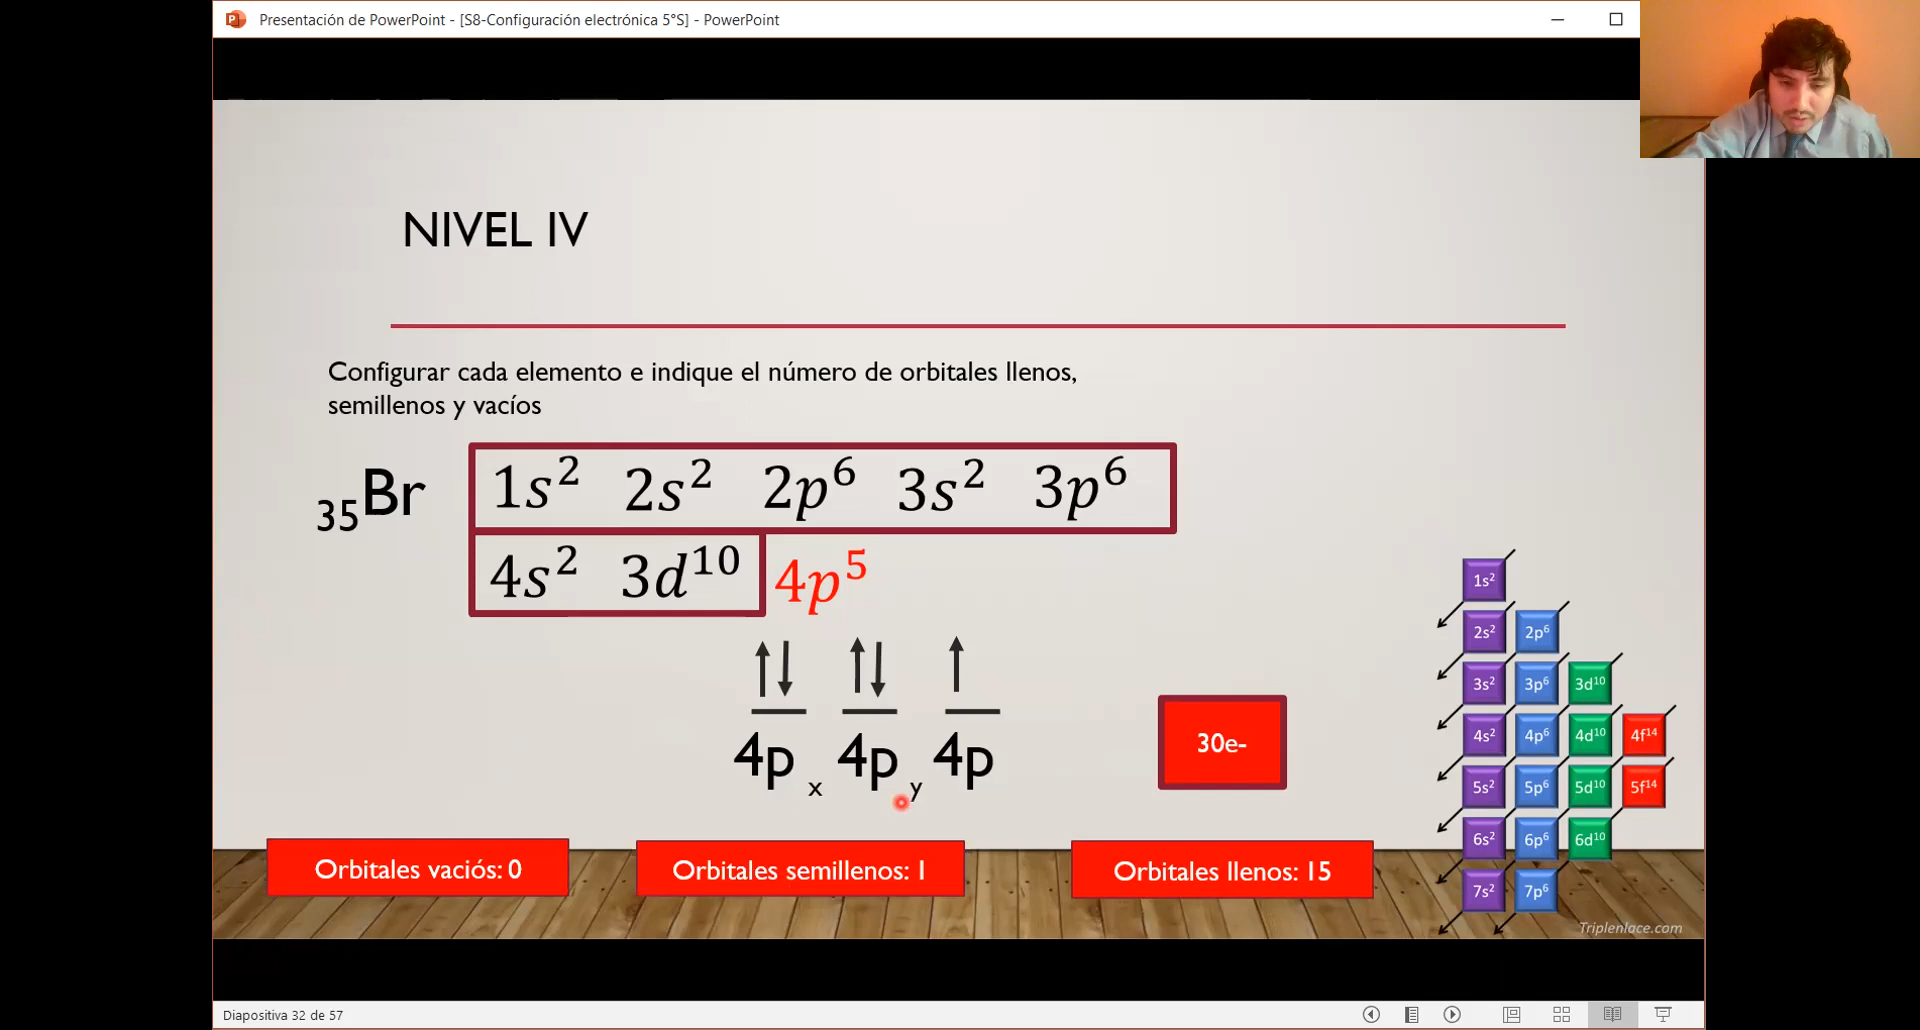 Presentación de PowerPoint - [S8-Configuración electrónica 5°S] - PowerPoint
NIVEL IV
Configurar cada elemento e indique el número de orbitales llenos,
semillenos y vacíos
₃₅Br 1s² 2s² 2p⁶ 3s² 3p⁶
4s² 3d¹⁰ 4p⁵
4p x 4p y 4p
30e-
Orbitales vaciós: 0
Orbitales semillenos: 1
Orbitales llenos: 15
1s²
2s² 2p⁶
3s² 3p⁶ 3d¹⁰
4s² 4p⁶ 4d¹⁰ 4f¹⁴
5s² 5p⁶ 5d¹⁰ 5f¹⁴
6s² 6p⁶ 6d¹⁰
7s² 7p⁶
Triplenlace.com
Diapositiva 32 de 57